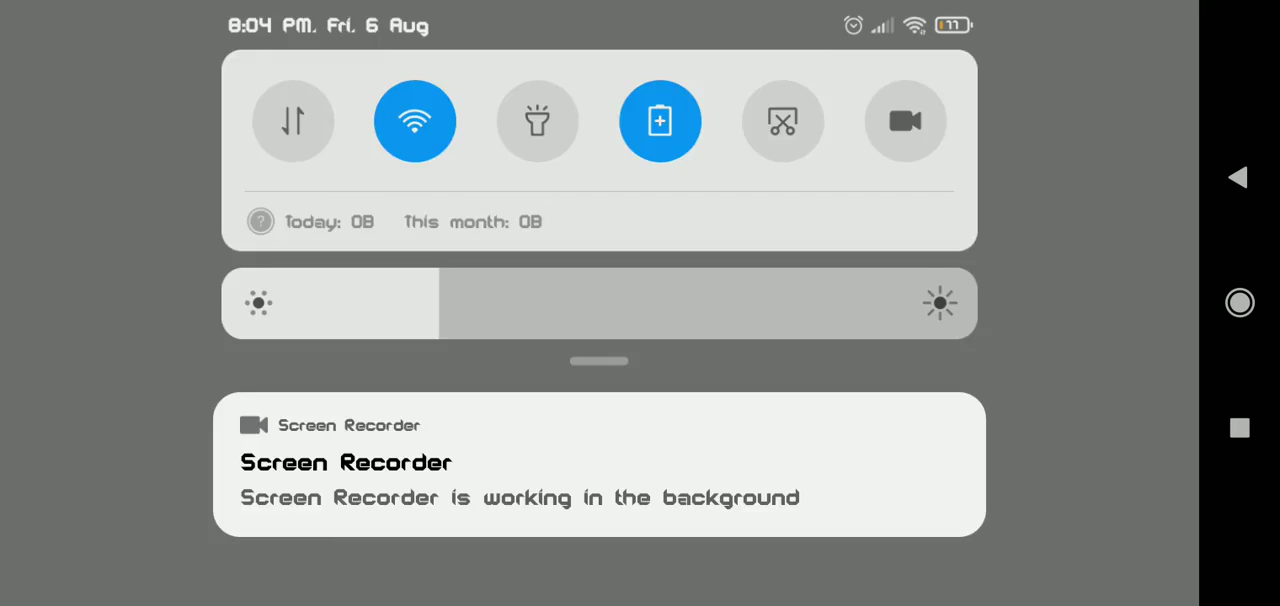 8:04 PM, Fri, 6 Aug
11
Today: 0B This month: 0B
Screen Recorder
Screen Recorder
Screen Recorder is working in the background